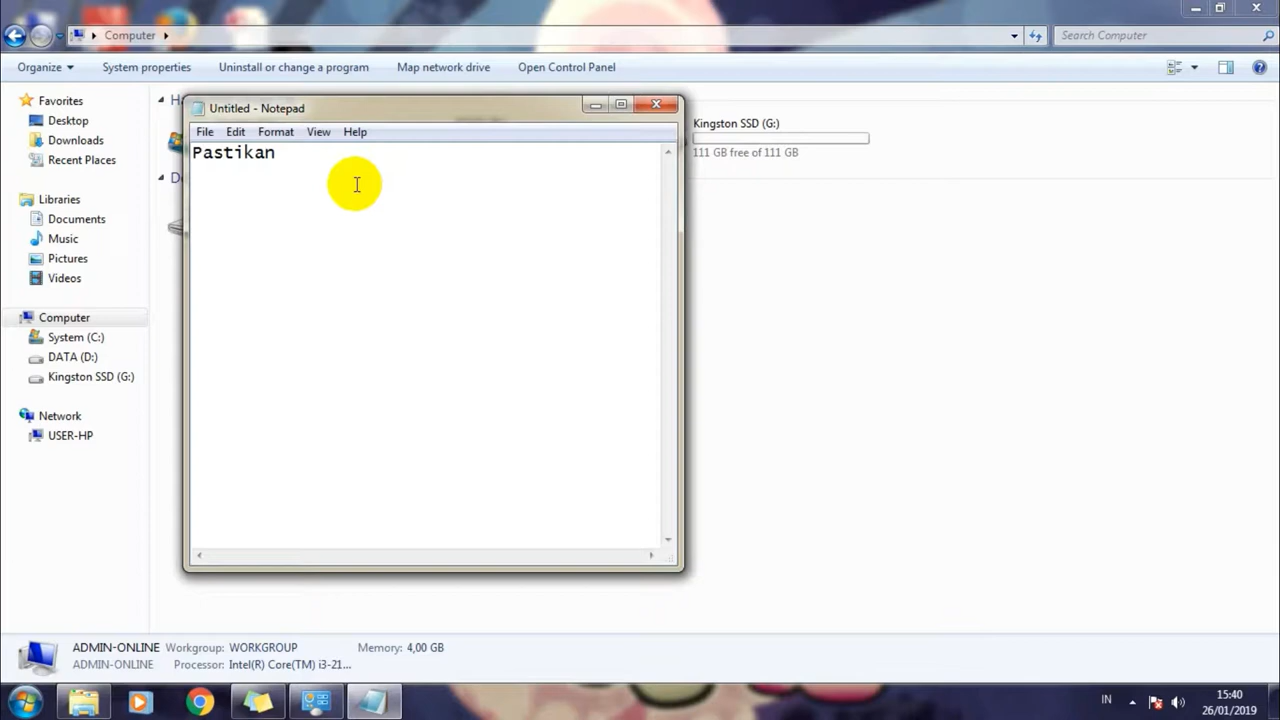 Computer
Search Computer
Organize
System properties
Uninstall or change a program
Map network drive
Open Control Panel
Favorites
Desktop
Downloads
Recent Places
Libraries
Documents
Music
Pictures
Videos
Computer
System (C:)
DATA (D:)
Kingston SSD (G:)
Network
USER-HP
Untitled - Notepad
File Edit Format View Help
Pastikan
Kingston SSD (G:)
111 GB free of 111 GB
ADMIN-ONLINE Workgroup: WORKGROUP Memory: 4,00 GB
ADMIN-ONLINE Processor: Intel(R) Core(TM) i3-21...
IN
15:40
26/01/2019